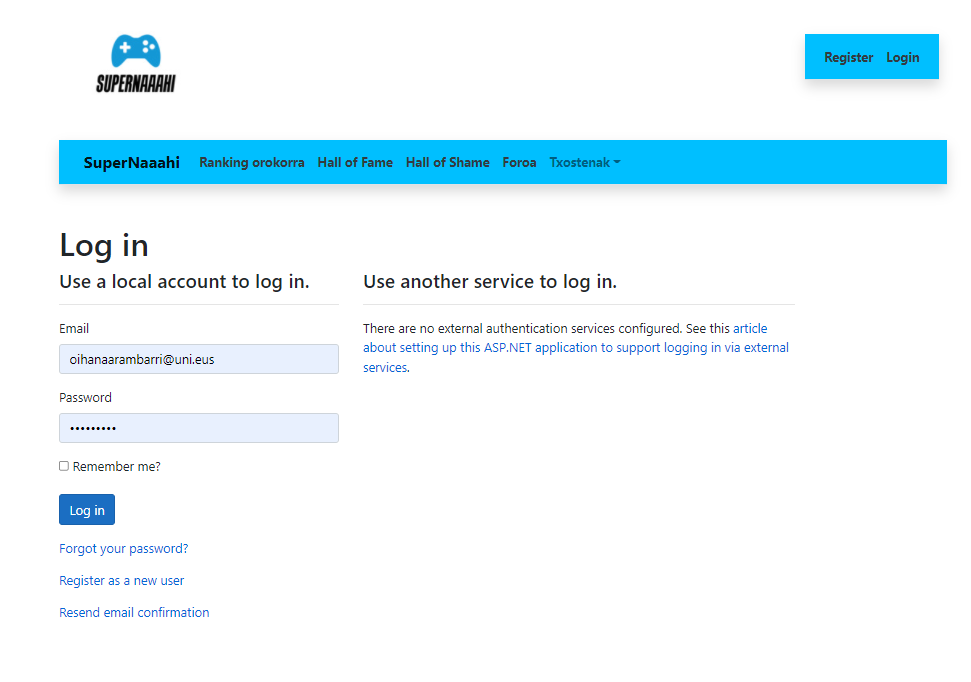 SUPERNAAAHI
Register Login
SuperNaaahi Ranking orokorra Hall of Fame Hall of Shame Foroa Txostenak
Log in
Use a local account to log in.
Email
oihanaarambarri@uni.eus
Password
•••••••••
Remember me?
Log in
Forgot your password?
Register as a new user
Resend email confirmation
Use another service to log in.
There are no external authentication services configured. See this article
about setting up this ASP.NET application to support logging in via external
services.